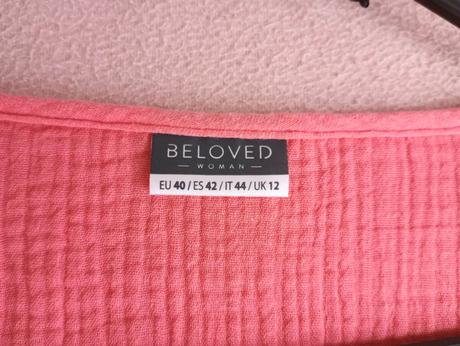 BELOVED
WOMAN
EU 40 / ES 42 / IT 44 / UK 12